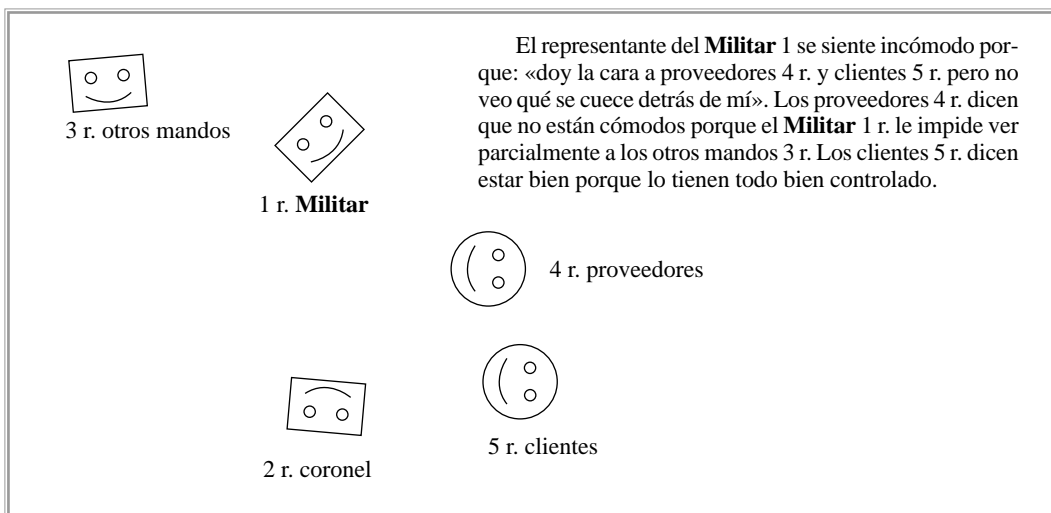 El representante del Militar 1 se siente incómodo por-
que: «doy la cara a proveedores 4 r. y clientes 5 r. pero no
veo qué se cuece detrás de mí». Los proveedores 4 r. dicen
que no están cómodos porque el Militar 1 r. le impide ver
parcialmente a los otros mandos 3 r. Los clientes 5 r. dicen
estar bien porque lo tienen todo bien controlado.
3 r. otros mandos
1 r. Militar
4 r. proveedores
5 r. clientes
2 r. coronel